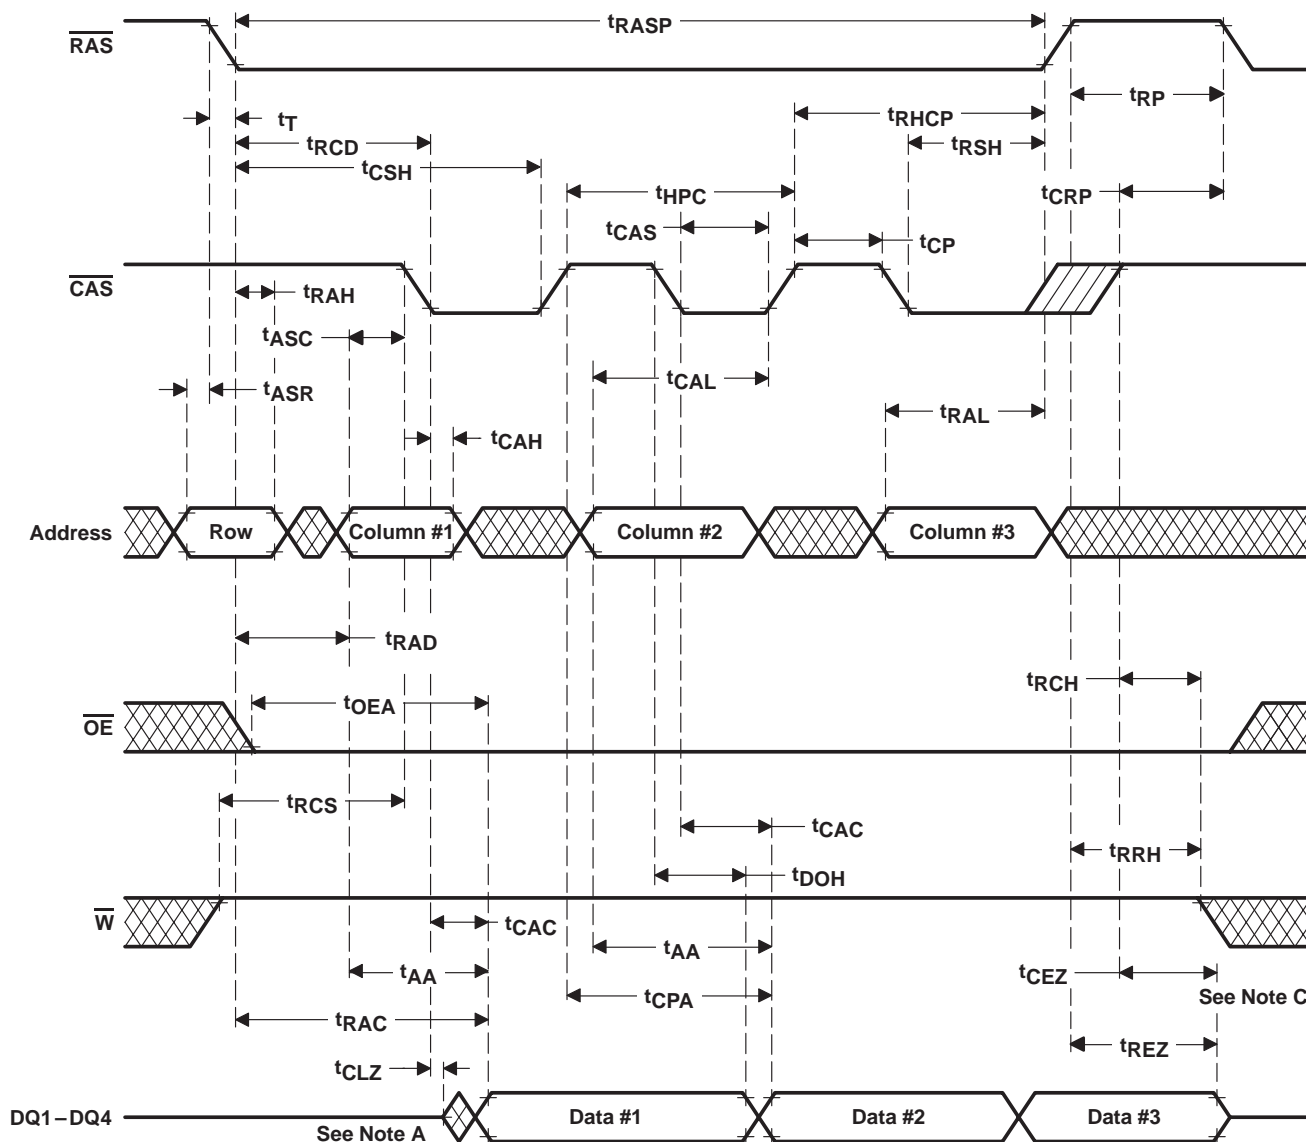 tRASP
RAS
tRP
tT
tRHCP
tRCD
tRSH
tCSH
tHPC
tCRP
tCAS
tCP
CAS
tRAH
tASC
tASR
tCAL
tRAL
tCAH
Address
Row
Column #1
Column #2
Column #3
tRAD
tRCH
tOEA
OE
tRCS
tCAC
tRRH
tDOH
W
tCAC
tAA
tAA
tCEZ
tCPA
See Note C
tRAC
tREZ
tCLZ
DQ1–DQ4
Data #1
Data #2
Data #3
See Note A